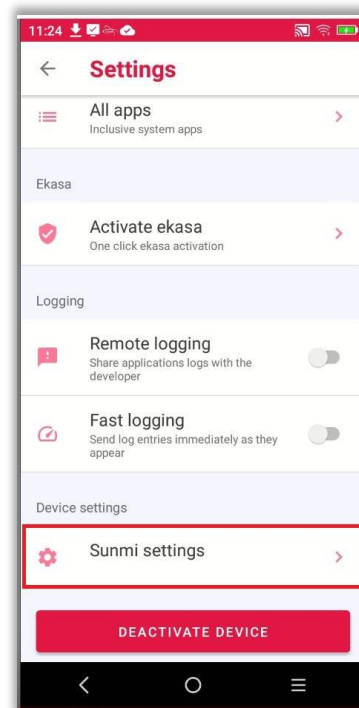 11:24
Settings
All apps
Inclusive system apps
Ekasa
Activate ekasa
One click ekasa activation
Logging
Remote logging
Share applications logs with the
developer
Fast logging
Send log entries immediately as they
appear
Device settings
Sunmi settings
DEACTIVATE DEVICE